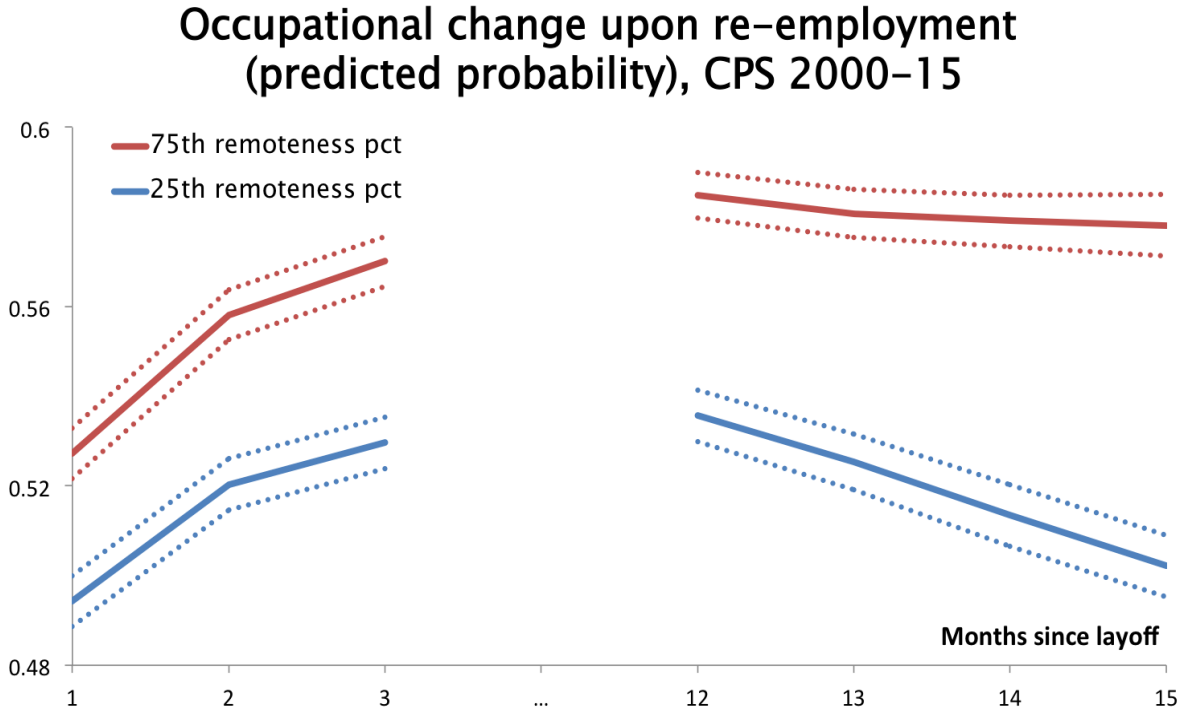 Occupational change upon re-employment
(predicted probability), CPS 2000-15
0.6
75th remoteness pct
25th remoteness pct
0.56
0.52
Months since layoff
0.48
1 2 3 ... 12 13 14 15